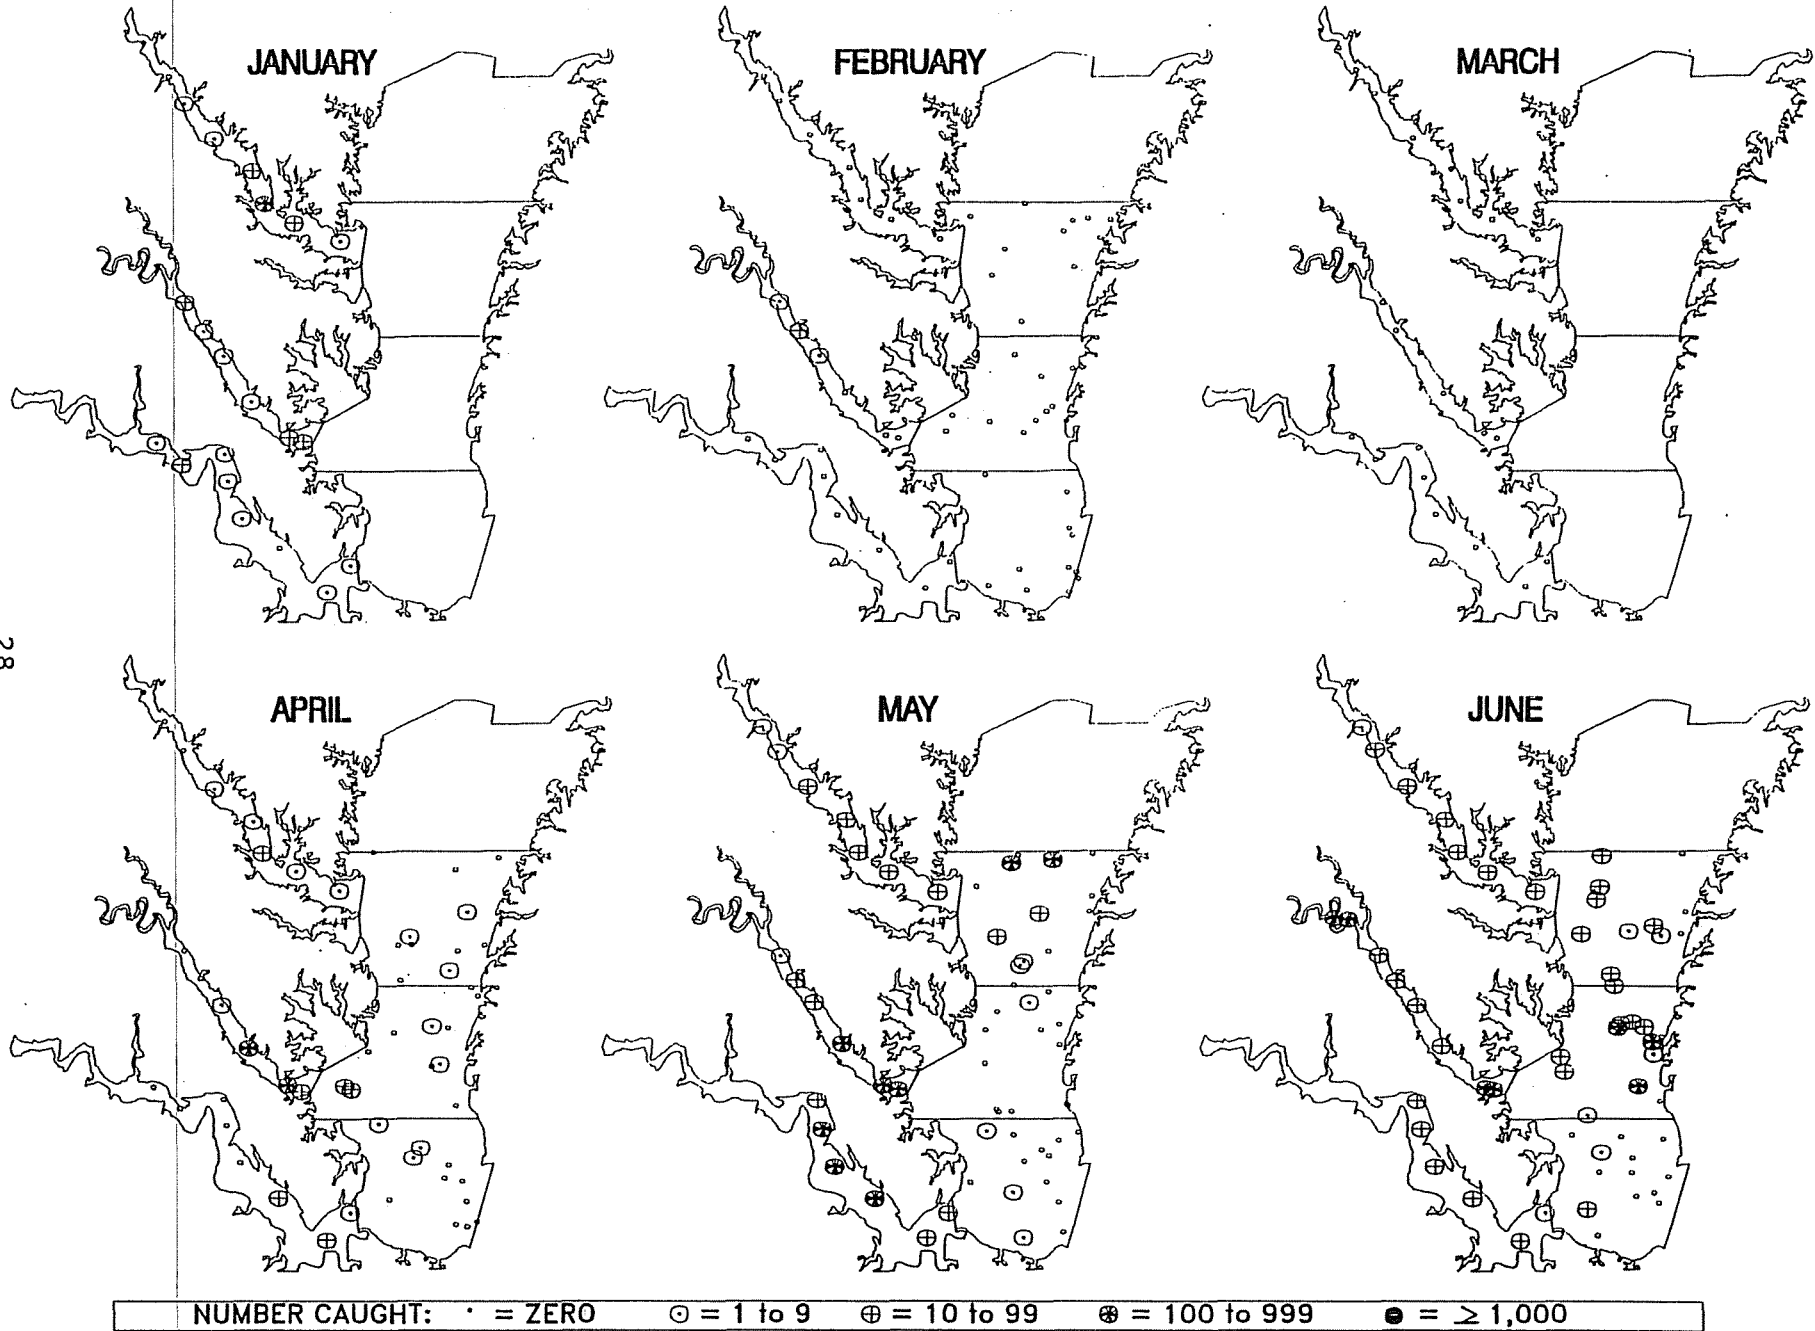 JANUARY
FEBRUARY
MARCH
28
APRIL
MAY
JUNE
NUMBER CAUGHT: · = ZERO ⊙ = 1 to 9 ⊕ = 10 to 99 ⊛ = 100 to 999 ● = ≥ 1,000